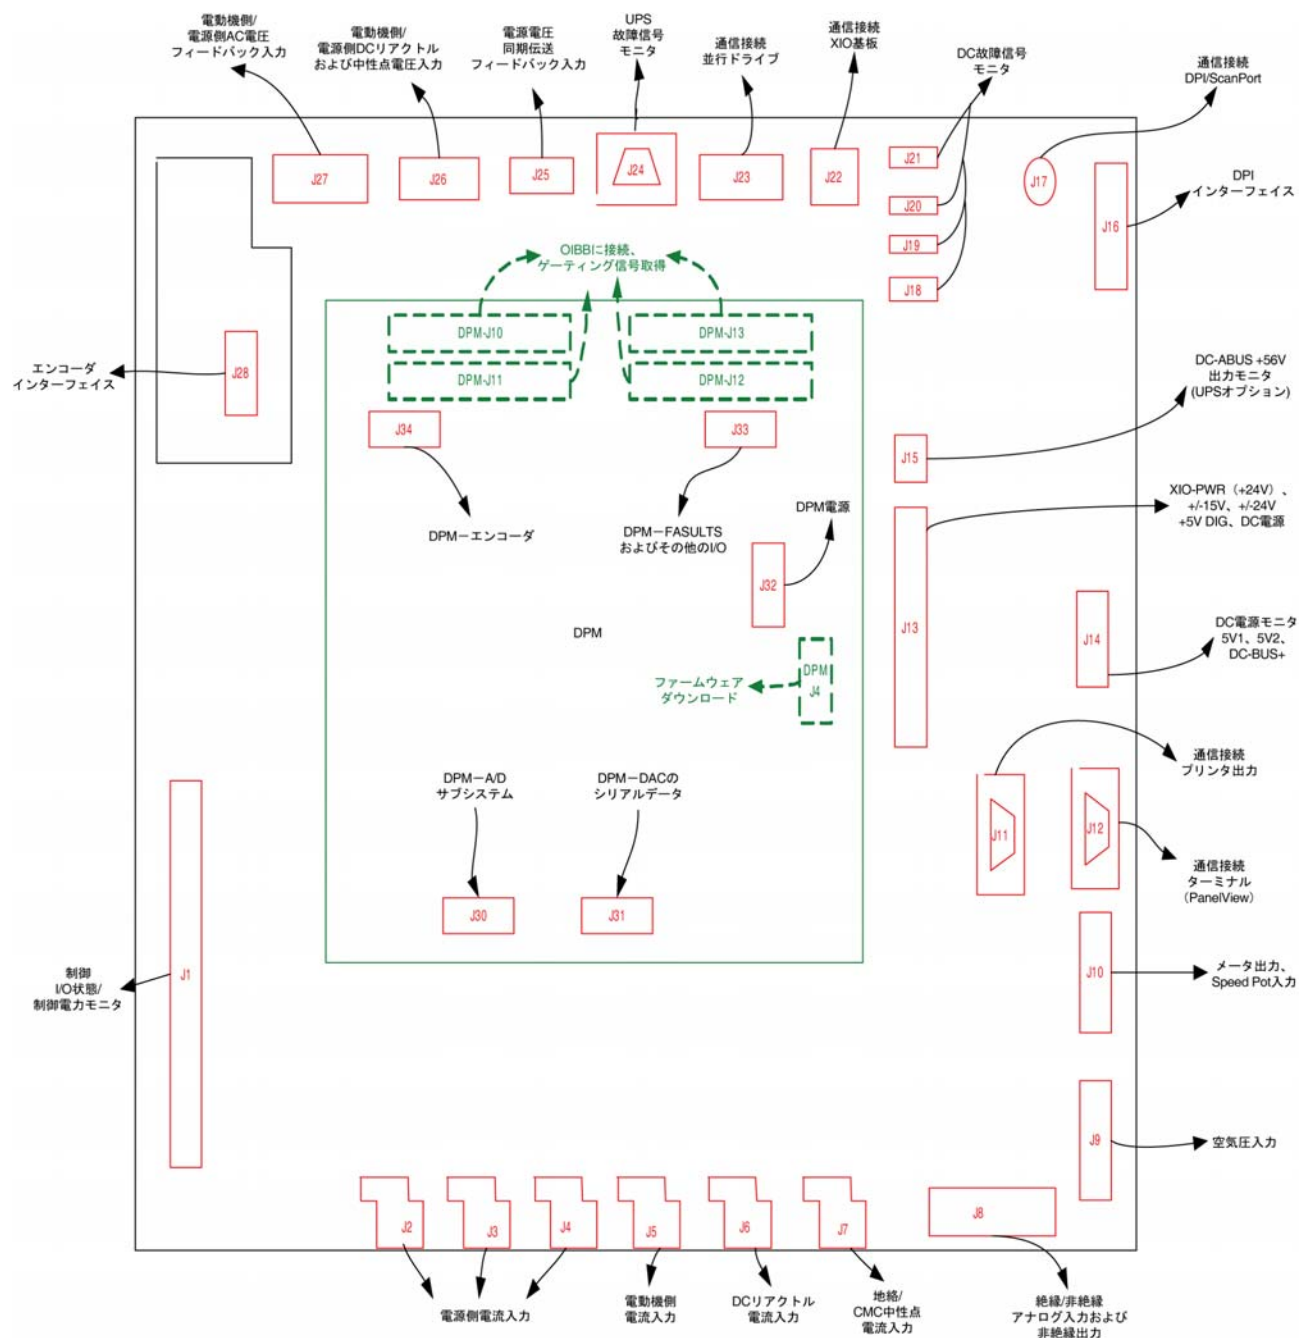 電動機側/
電源側AC電圧
フィードバック入力
電動機側/
電源側DCリアクトル
および中性点電圧入力
電源電圧
同期伝送
フィードバック入力
UPS
故障信号
モニタ
通信接続
並行ドライブ
通信接続
XIO基板
DC故障信号
モニタ
通信接続
DPI/ScanPort
J27
J26
J25
J24
J23
J22
J21
J20
J19
J18
J17
J16
DPI
インターフェイス
OIBBに接続、
ゲーティング信号取得
DPM-J10
DPM-J13
DPM-J11
DPM-J12
J28
エンコーダ
インターフェイス
J34
J33
DC-ABUS +56V
出力モニタ
(UPSオプション)
J15
DPM－エンコーダ
DPM－FASULTS
およびその他のI/O
DPM電源
XIO-PWR（+24V）、
+/-15V、+/-24V
+5V DIG、DC電源
J32
J13
DPM
J14
DC電源モニタ
5V1、5V2、
DC-BUS+
ファームウェア
ダウンロード
DPM
J4
通信接続
プリンタ出力
DPM－A/D
サブシステム
DPM－DACの
シリアルデータ
J11
J12
通信接続
ターミナル
（PanelView）
J30
J31
制御
I/O状態/
制御電力モニタ
J1
J10
メータ出力、
Speed Pot入力
J9
空気圧入力
J2
J3
J4
J5
J6
J7
J8
電源側電流入力
電動機側
電流入力
DCリアクトル
電流入力
地絡/
CMC中性点
電流入力
絶縁/非絶縁
アナログ入力および
非絶縁出力